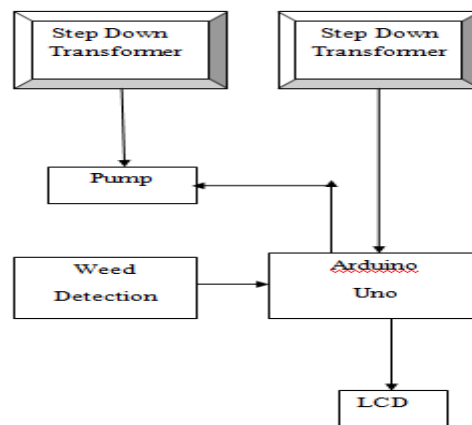 Step Down
Transformer
Step Down
Transformer
Pump
Weed
Detection
Arduino
Uno
LCD